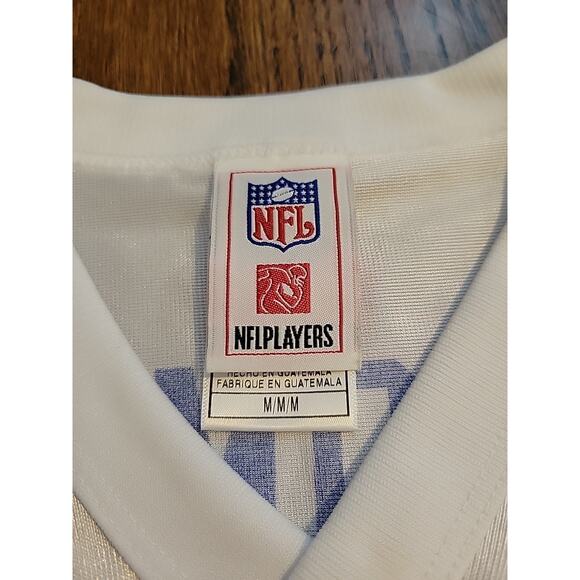 NFL
NFLPLAYERS
HECHO EN GUATEMALA
FABRIQUE EN GUATEMALA
M/M/M